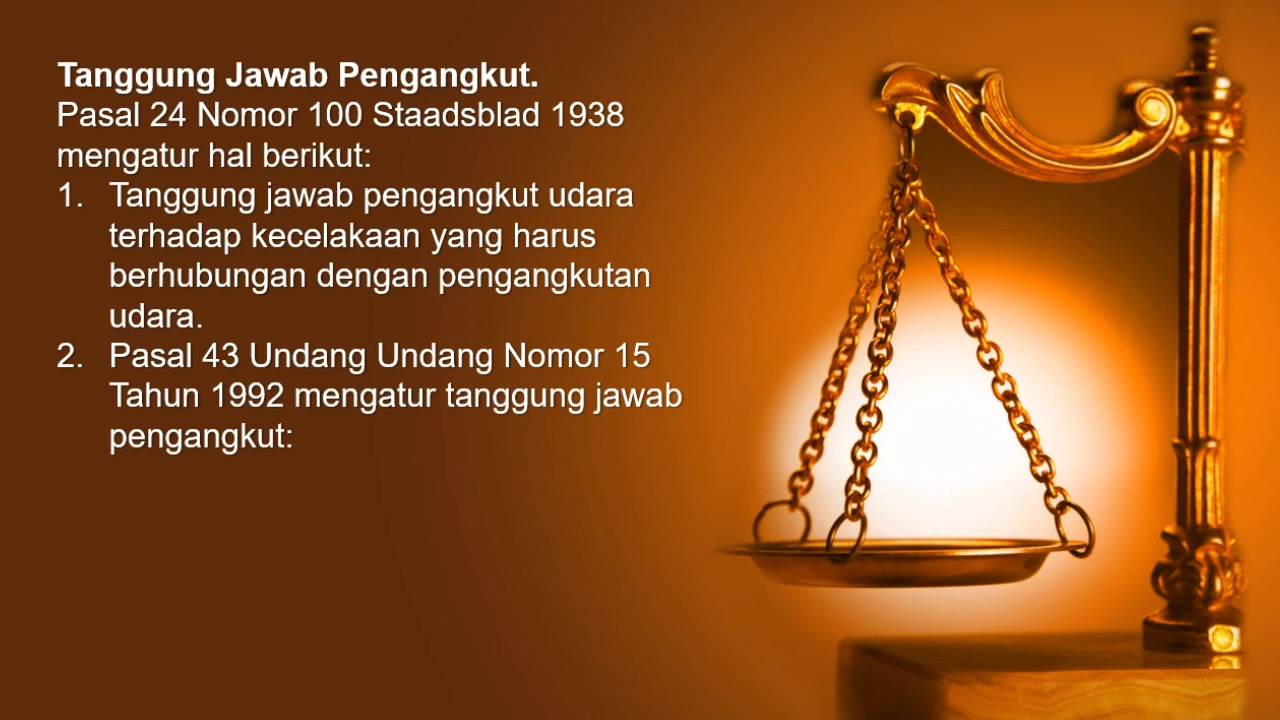 Tanggung Jawab Pengangkut.
Pasal 24 Nomor 100 Staadsblad 1938
mengatur hal berikut:
1. Tanggung jawab pengangkut udara
terhadap kecelakaan yang harus
berhubungan dengan pengangkutan
udara.
2. Pasal 43 Undang Undang Nomor 15
Tahun 1992 mengatur tanggung jawab
pengangkut: